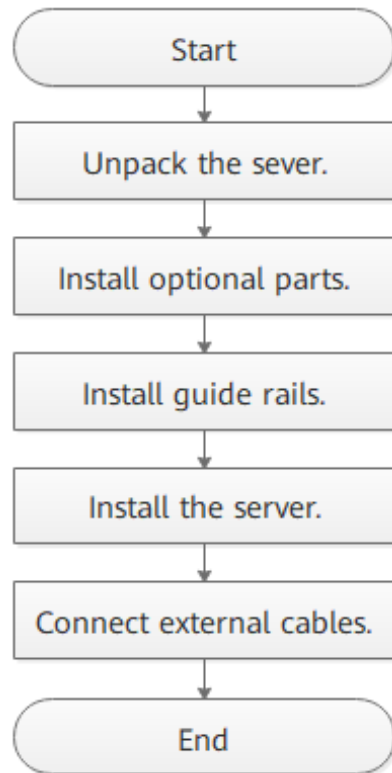 Start
Unpack the sever.
Install optional parts.
Install guide rails.
Install the server.
Connect external cables.
End